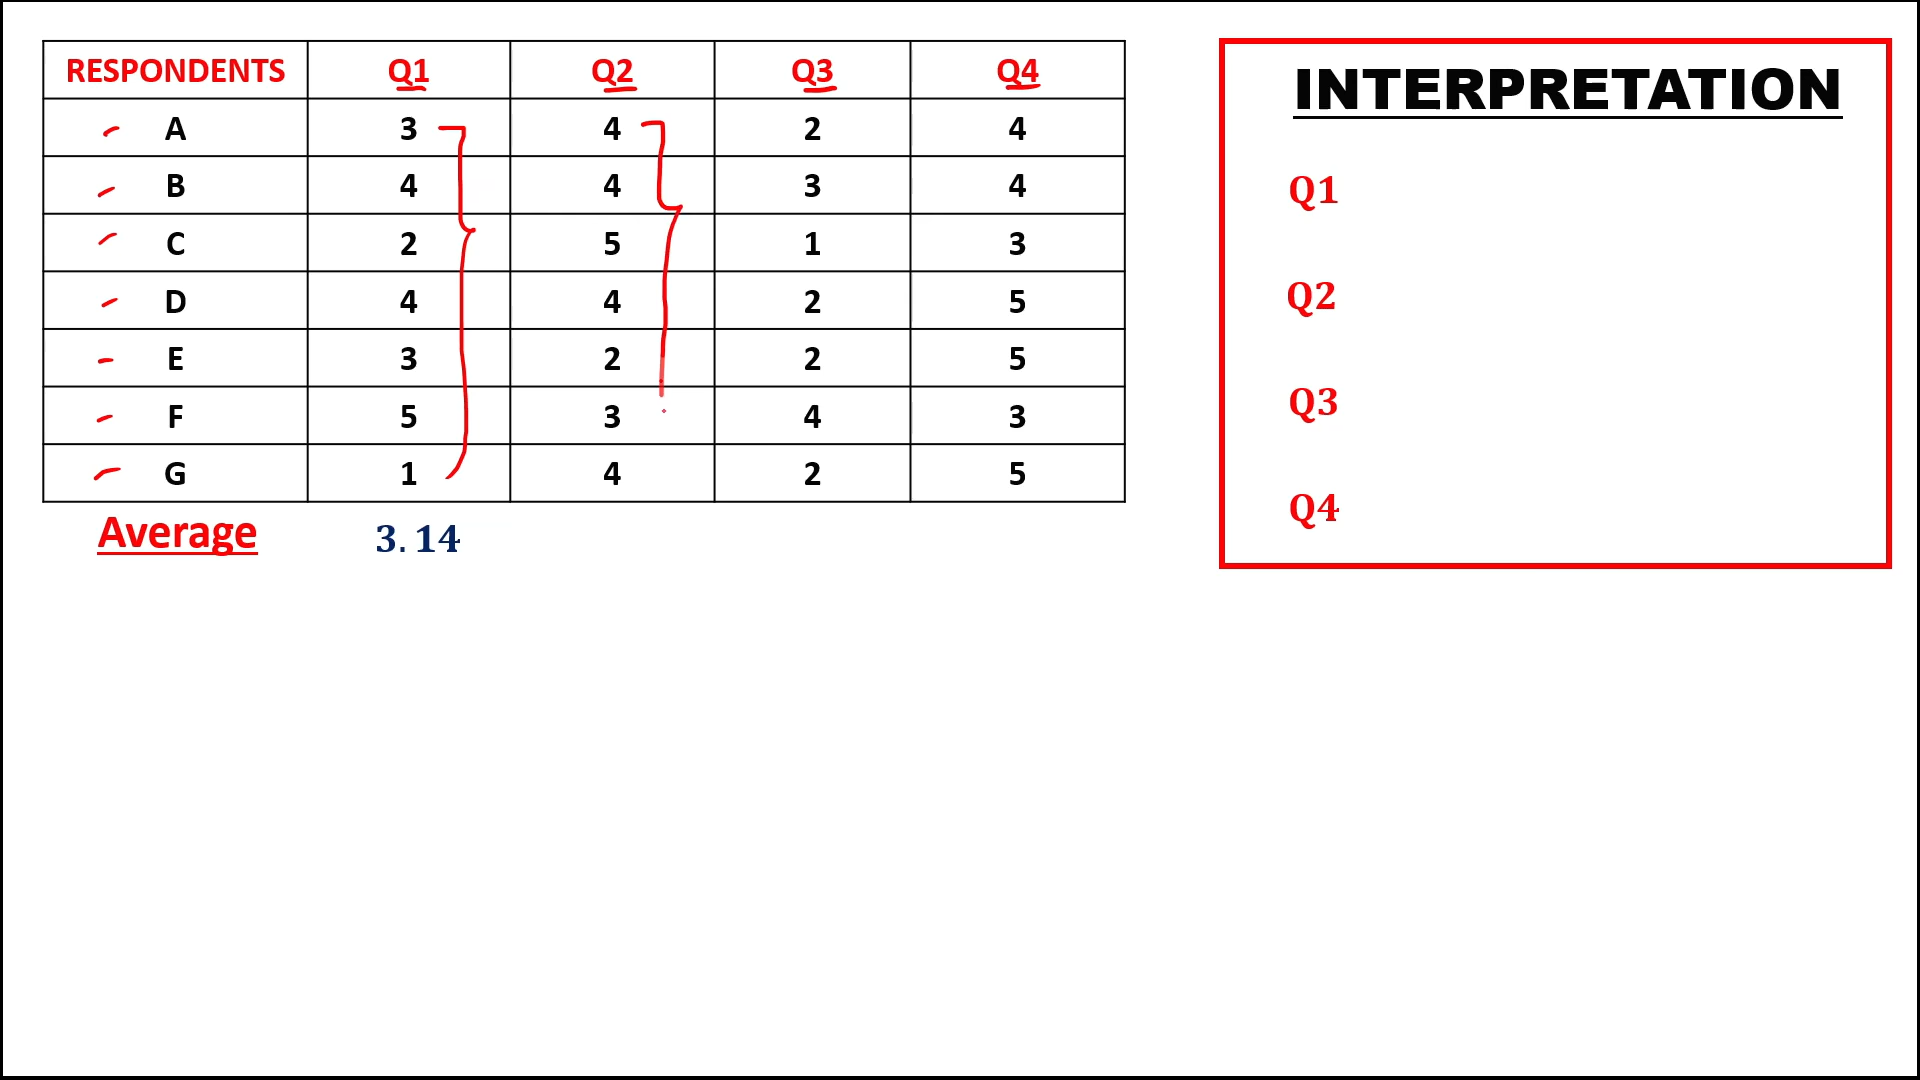 RESPONDENTS Q1 Q2 Q3 Q4
A 3 4 2 4
B 4 4 3 4
C 2 5 1 3
D 4 4 2 5
E 3 2 2 5
F 5 3 4 3
G 1 4 2 5
Average 3.14
INTERPRETATION
Q1
Q2
Q3
Q4